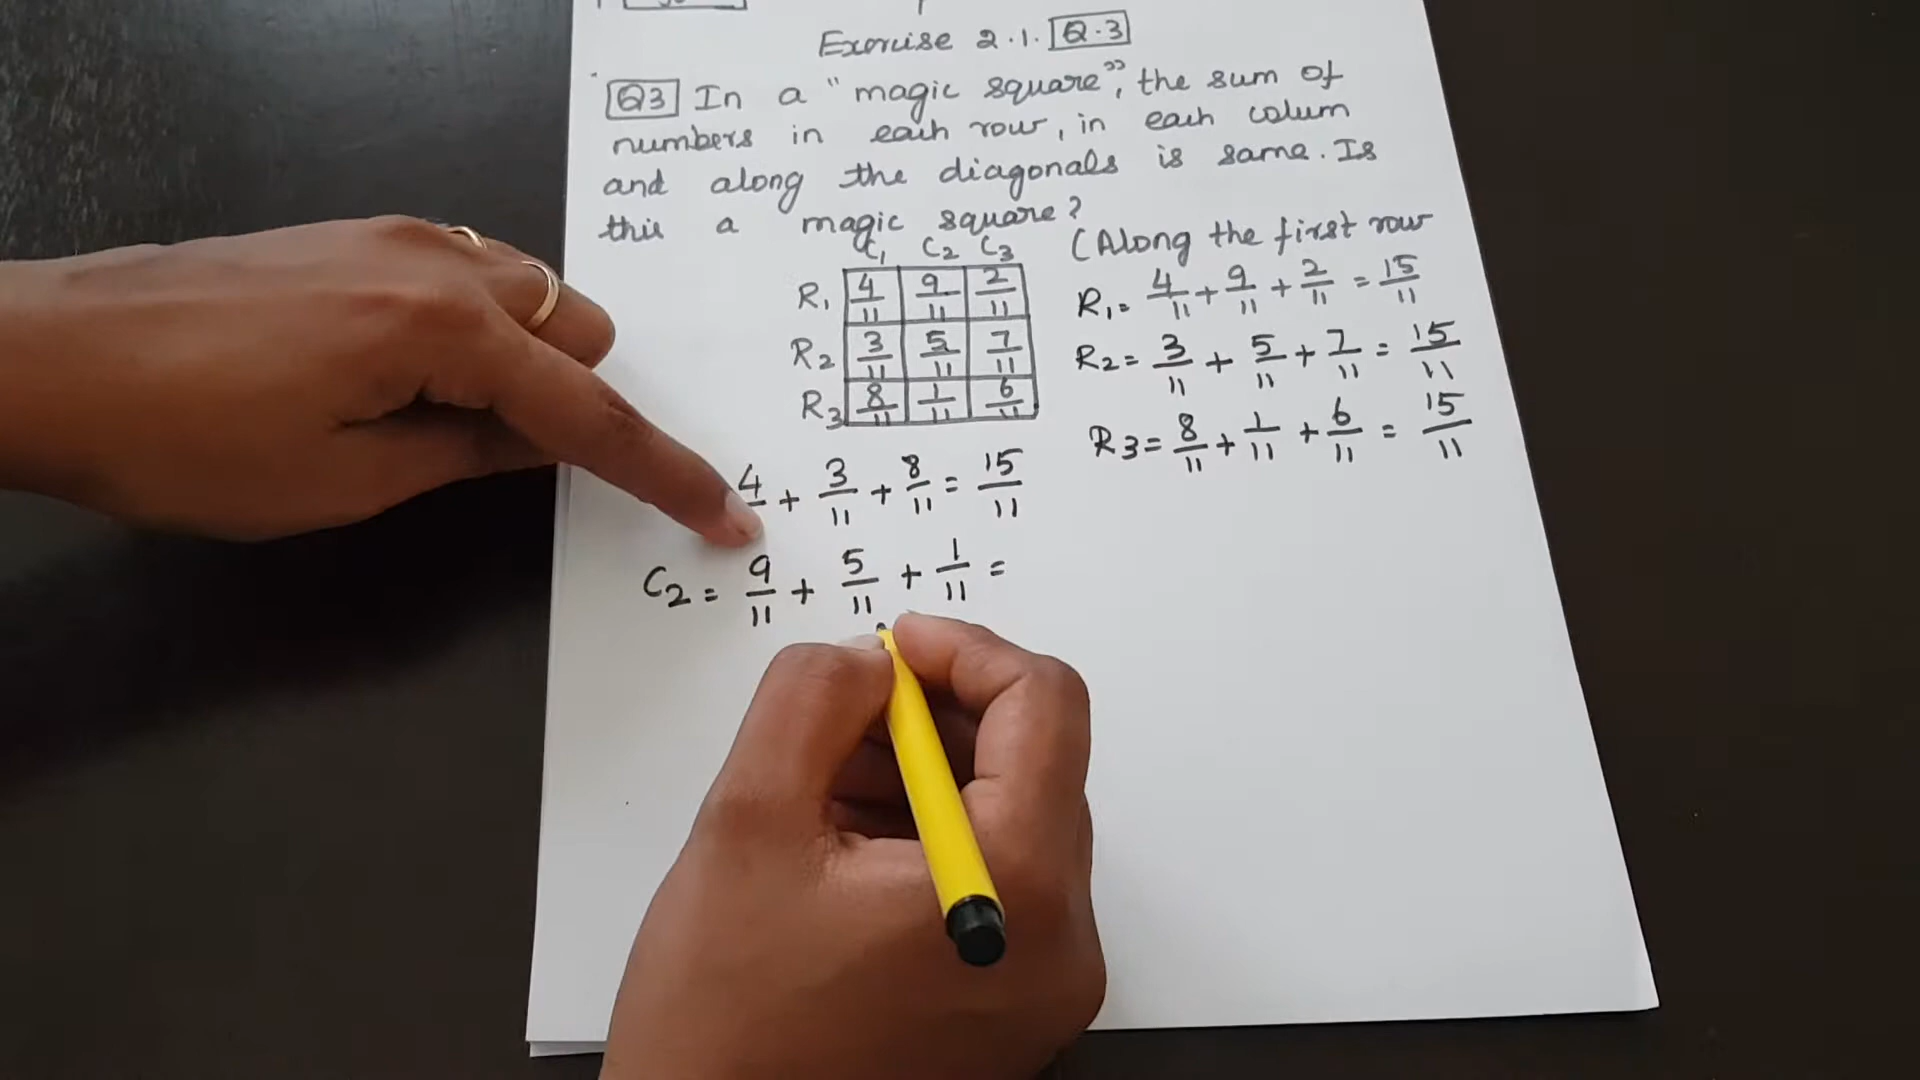 Exercise 2.1. Q.3
Q3 In a "magic square", the sum of
numbers in each row, in each colum
and along the diagonals is same. Is
this a magic square?
C1 C2 C3
R1 4/11 9/11 2/11
R2 3/11 5/11 7/11
R3 8/11 1/11 6/11
(Along the first row
R1= 4/11 + 9/11 + 2/11 = 15/11
R2= 3/11 + 5/11 + 7/11 = 15/11
R3= 8/11 + 1/11 + 6/11 = 15/11
4 + 3/11 + 8/11 = 15/11
C2= 9/11 + 5/11 + 1/11 =